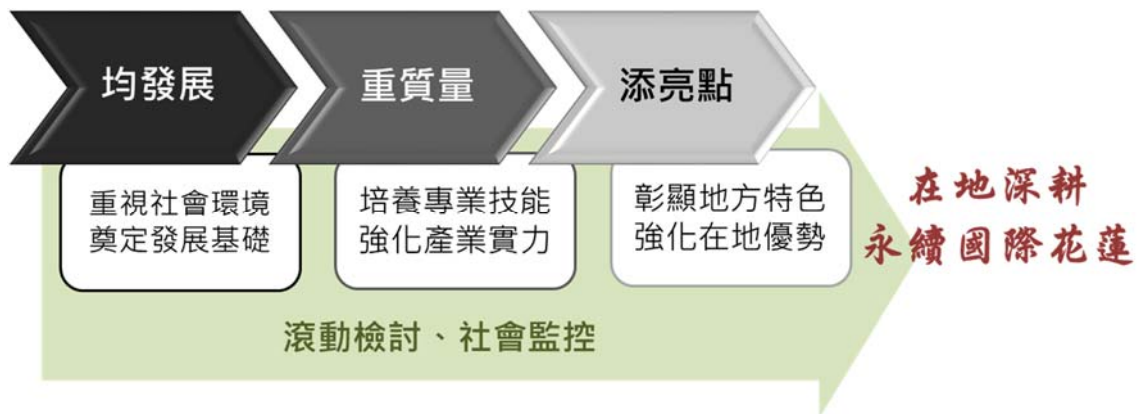 均發展
重質量
添亮點
重視社會環境
奠定發展基礎
培養專業技能
強化產業實力
彰顯地方特色
強化在地優勢
在地深耕
永續國際花蓮
滾動檢討、社會監控